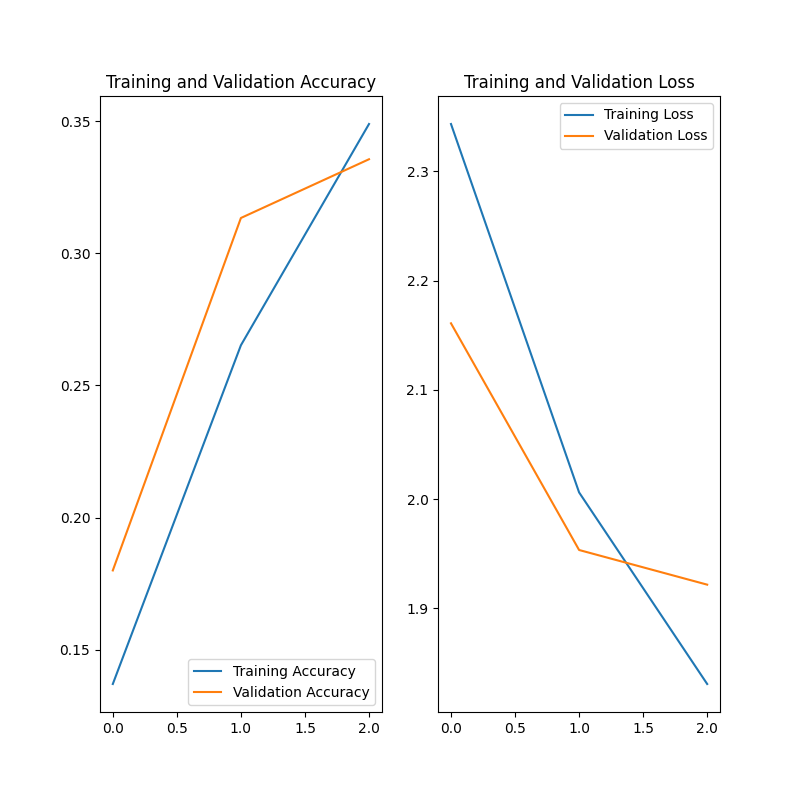 Training and Validation Accuracy
0.35
0.30
0.25
0.20
0.15
Training Accuracy
Validation Accuracy
0.0 0.5 1.0 1.5 2.0
Training and Validation Loss
Training Loss
Validation Loss
2.3
2.2
2.1
2.0
1.9
0.0 0.5 1.0 1.5 2.0